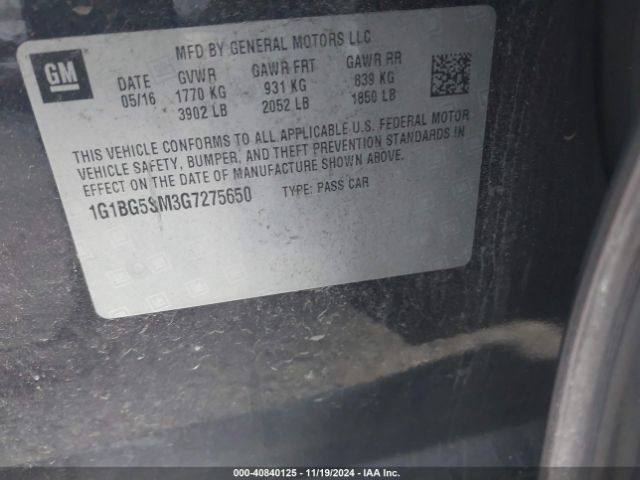 GM
MFD BY GENERAL MOTORS LLC
DATE GVWR GAWR FRT GAWR RR
05/16 1770 KG 931 KG 839 KG
3902 LB 2052 LB 1850 LB
THIS VEHICLE CONFORMS TO ALL APPLICABLE U.S. FEDERAL MOTOR
VEHICLE SAFETY, BUMPER, AND THEFT PREVENTION STANDARDS IN
EFFECT ON THE DATE OF MANUFACTURE SHOWN ABOVE.
1G1BG5SM3G7275650 TYPE: PASS CAR
000-40840125 - 11/19/2024 - IAA Inc.